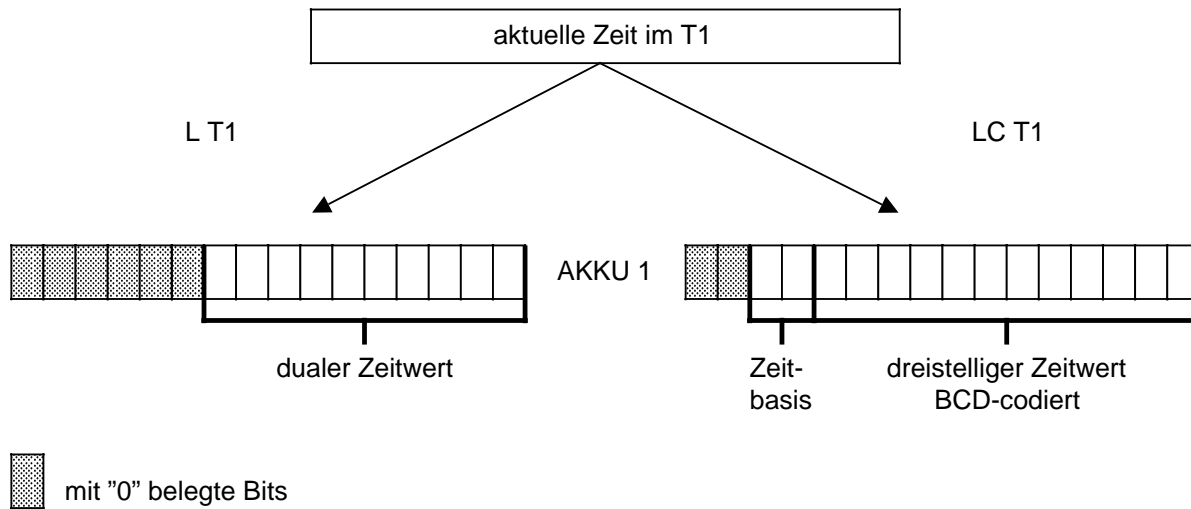 aktuelle Zeit im T1
L T1
LC T1
AKKU 1
dualer Zeitwert
Zeit-
basis
dreistelliger Zeitwert
BCD-codiert
mit ”0” belegte Bits